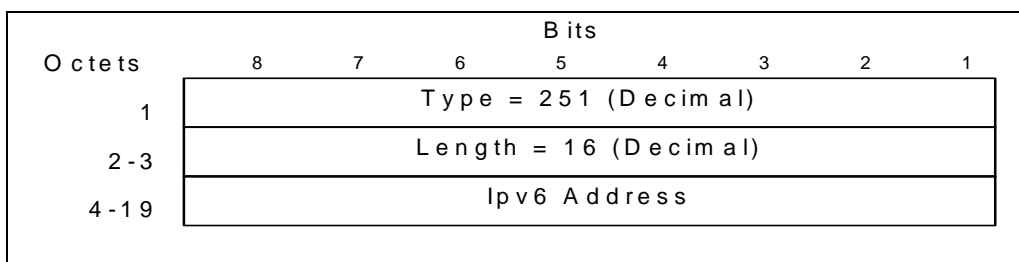 Bits
Octets 8 7 6 5 4 3 2 1
1 Type = 251 (Decimal)
2-3 Length = 16 (Decimal)
4-19 Ipv6 Address